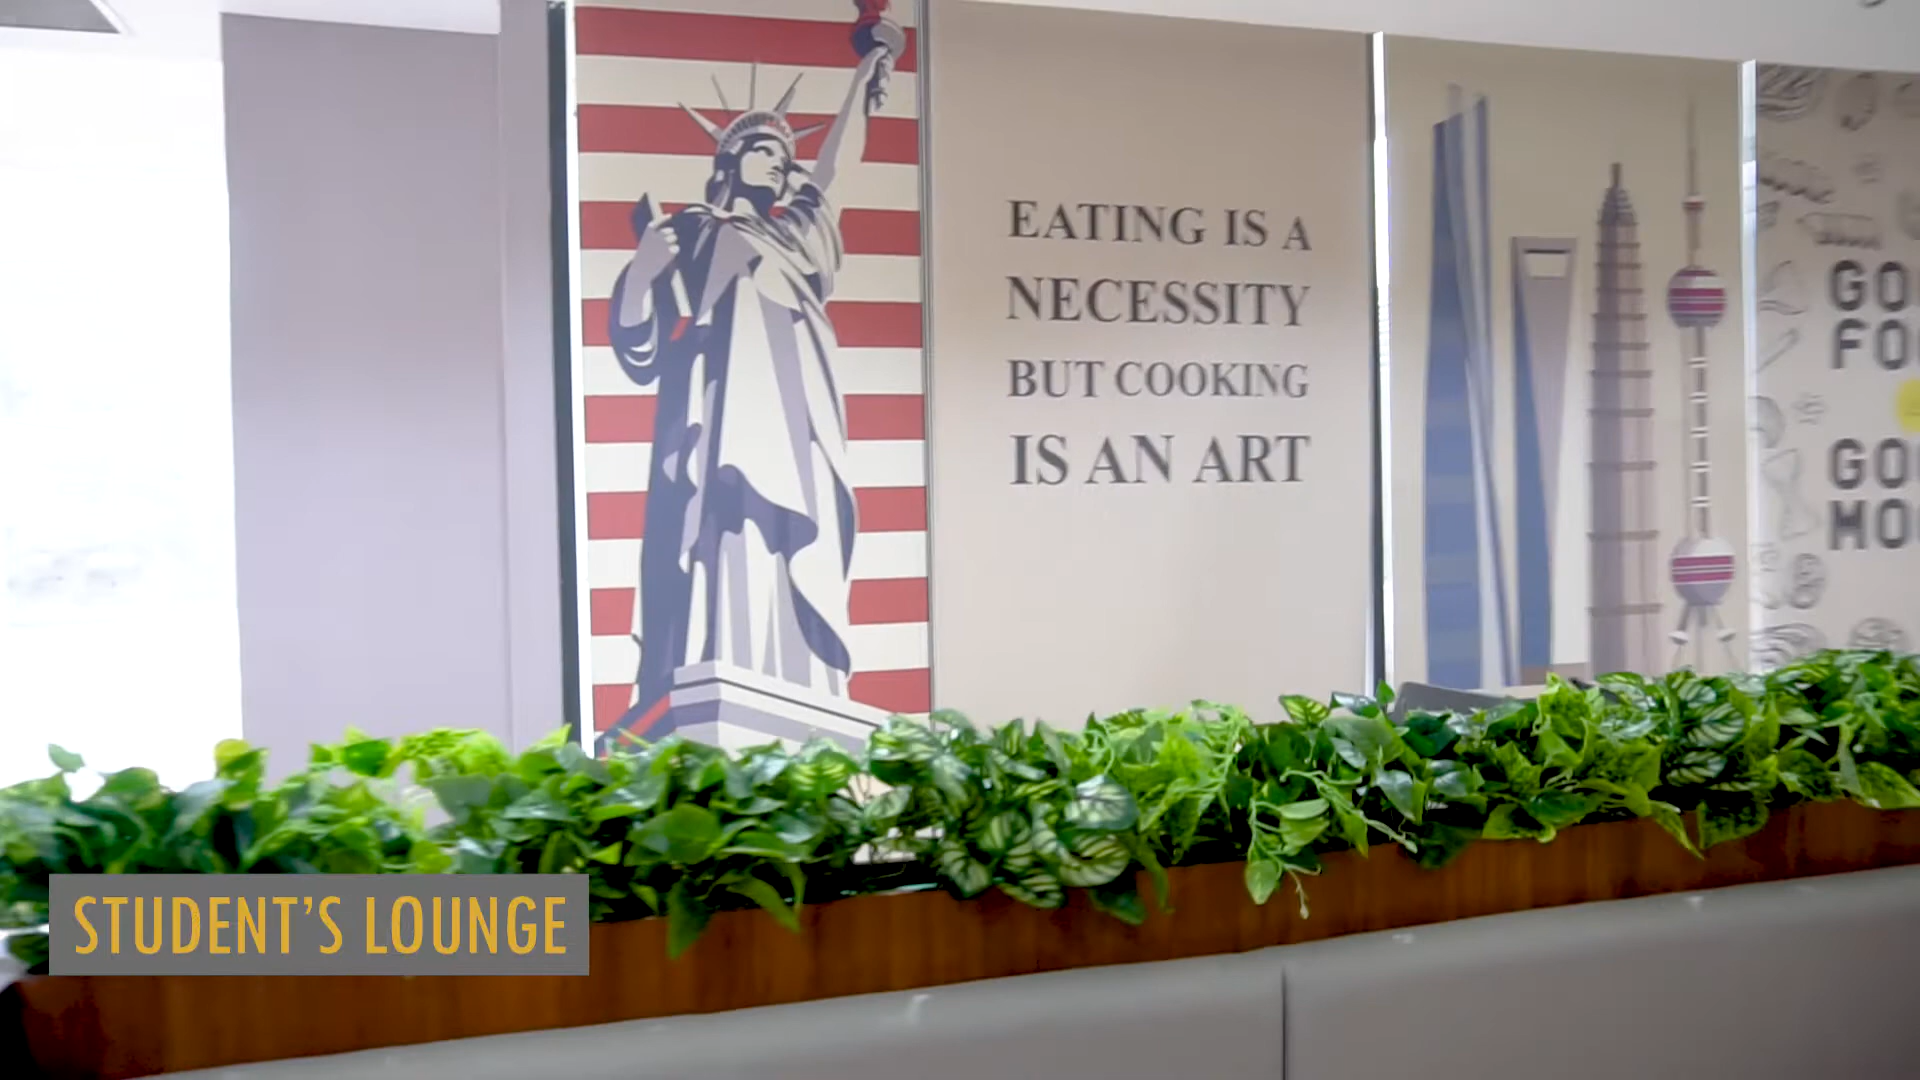 EATING IS A
NECESSITY
BUT COOKING
IS AN ART
STUDENT'S LOUNGE